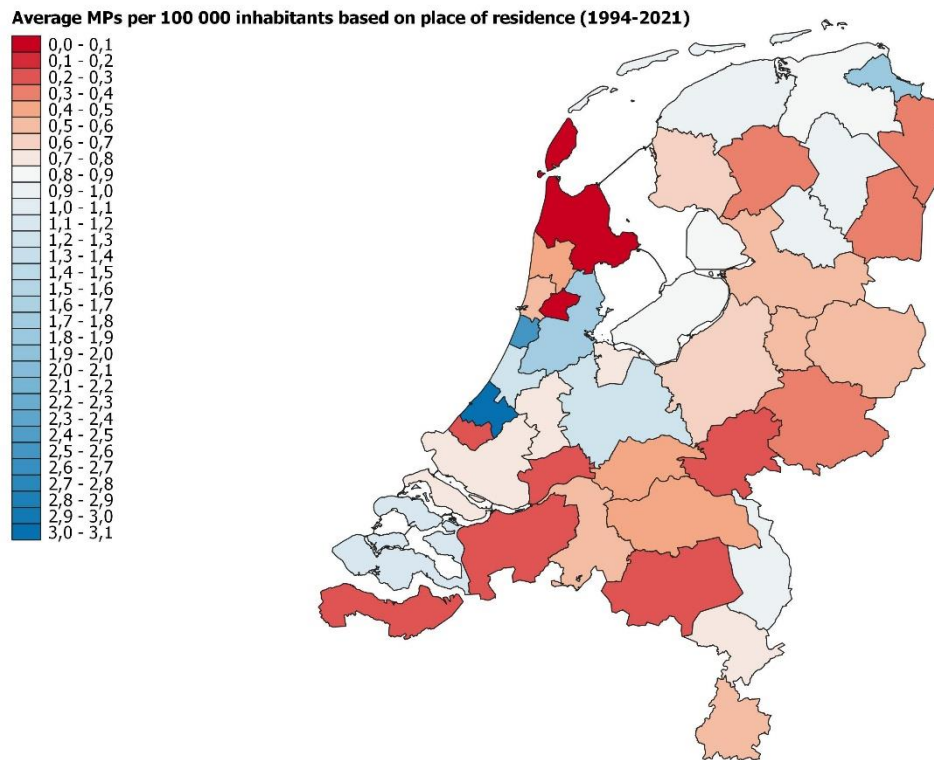 Average MPs per 100 000 inhabitants based on place of residence (1994-2021)
0,0 - 0,1
0,1 - 0,2
0,2 - 0,3
0,3 - 0,4
0,4 - 0,5
0,5 - 0,6
0,6 - 0,7
0,7 - 0,8
0,8 - 0,9
0,9 - 1,0
1,0 - 1,1
1,1 - 1,2
1,2 - 1,3
1,3 - 1,4
1,4 - 1,5
1,5 - 1,6
1,6 - 1,7
1,7 - 1,8
1,8 - 1,9
1,9 - 2,0
2,0 - 2,1
2,1 - 2,2
2,2 - 2,3
2,3 - 2,4
2,4 - 2,5
2,5 - 2,6
2,6 - 2,7
2,7 - 2,8
2,8 - 2,9
2,9 - 3,0
3,0 - 3,1